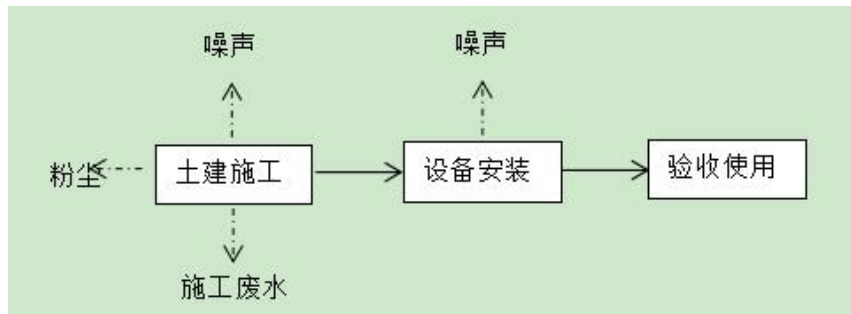 噪声
噪声
粉尘
土建施工
设备安装
验收使用
施工废水